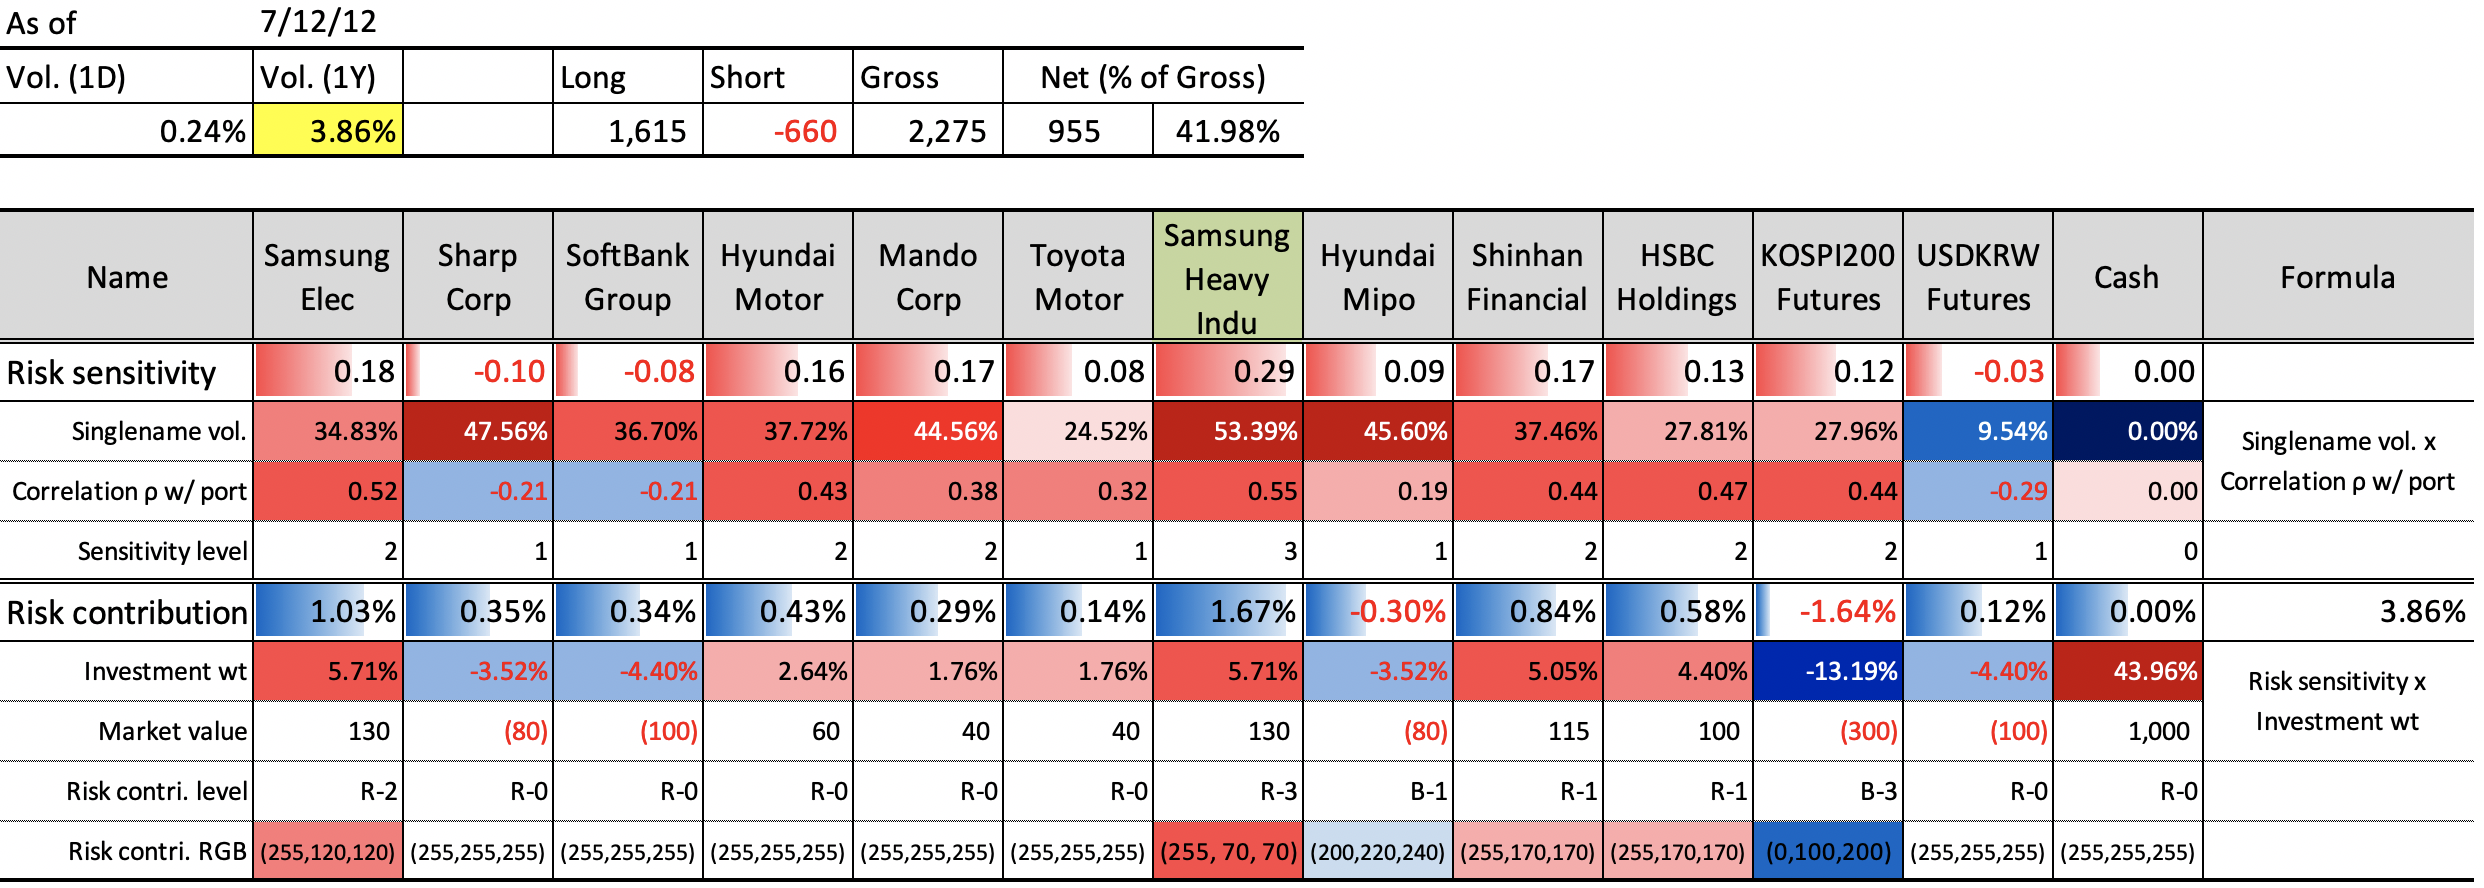 As of 7/12/12
Vol. (1D) Vol. (1Y) Long Short Gross Net (% of Gross)
0.24% 3.86% 1,615 -660 2,275 955 41.98%
Name Samsung Elec Sharp Corp SoftBank Group Hyundai Motor Mando Corp Toyota Motor Samsung Heavy Indu Hyundai Mipo Shinhan Financial HSBC Holdings KOSPI200 Futures USDKRW Futures Cash Formula
Risk sensitivity 0.18 -0.10 -0.08 0.16 0.17 0.08 0.29 0.09 0.17 0.13 0.12 -0.03 0.00
Singlename vol. 34.83% 47.56% 36.70% 37.72% 44.56% 24.52% 53.39% 45.60% 37.46% 27.81% 27.96% 9.54% 0.00% Singlename vol. x
Correlation ρ w/ port 0.52 -0.21 -0.21 0.43 0.38 0.32 0.55 0.19 0.44 0.47 0.44 -0.29 0.00 Correlation ρ w/ port
Sensitivity level 2 1 1 2 2 1 3 1 2 2 2 1 0
Risk contribution 1.03% 0.35% 0.34% 0.43% 0.29% 0.14% 1.67% -0.30% 0.84% 0.58% -1.64% 0.12% 0.00% 3.86%
Investment wt 5.71% -3.52% -4.40% 2.64% 1.76% 1.76% 5.71% -3.52% 5.05% 4.40% -13.19% -4.40% 43.96% Risk sensitivity x
Market value 130 (80) (100) 60 40 40 130 (80) 115 100 (300) (100) 1,000 Investment wt
Risk contri. level R-2 R-0 R-0 R-0 R-0 R-0 R-3 B-1 R-1 R-1 B-3 R-0 R-0
Risk contri. RGB (255,120,120) (255,255,255) (255,255,255) (255,255,255) (255,255,255) (255,255,255) (255, 70, 70) (200,220,240) (255,170,170) (255,170,170) (0,100,200) (255,255,255) (255,255,255)